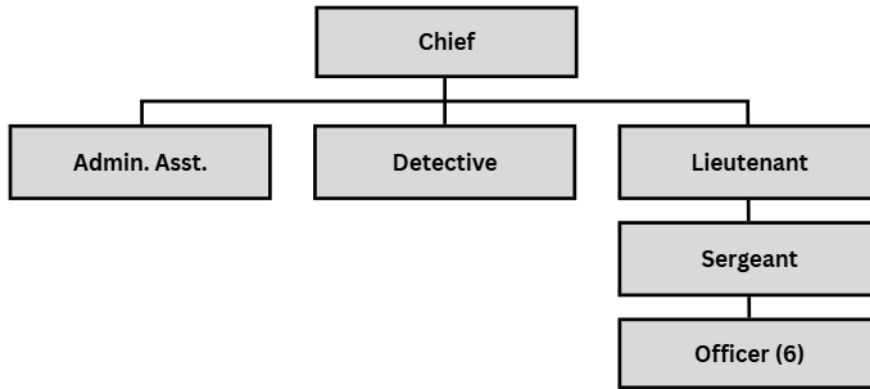 Chief
Admin. Asst.
Detective
Lieutenant
Sergeant
Officer (6)